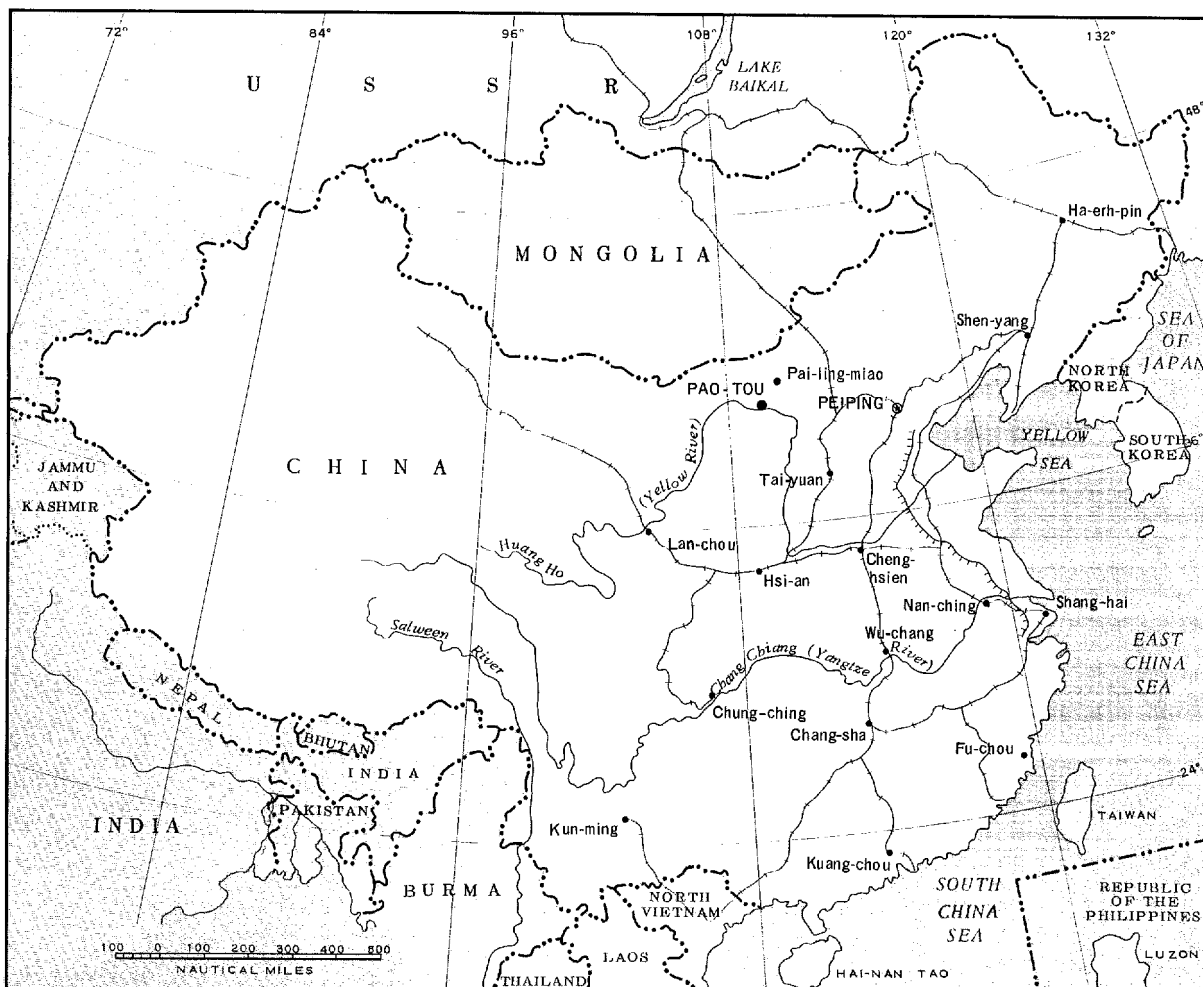 72°
84°
96°
108°
120°
132°
U S S R
LAKE
BAIKAL
48°
Ha-erh-pin
MONGOLIA
Shen-yang
SEA
OF
JAPAN
Pai-ling-miao
PAO-TOU
PEIPING
NORTH
KOREA
YELLOW
SEA
SOUTH
KOREA
JAMMU
AND
KASHMIR
CHINA
(Yellow River)
Tai-yuan
Lan-chou
Huang Ho
Hsi-an
Cheng-
hsien
Nan-ching
Shang-hai
Salween
River
Wu-chang
Chang Chiang (Yangtze
River)
EAST
CHINA
SEA
NEPAL
Chung-ching
Chang-sha
Fu-chou
BHUTAN
INDIA
24°
PAKISTAN
INDIA
TAIWAN
Kun-ming
Kuang-chou
BURMA
NORTH
VIETNAM
SOUTH
CHINA
SEA
REPUBLIC
OF THE
PHILIPPINES
100 0 100 200 300 400 500
NAUTICAL MILES
LAOS
LUZON
THAILAND
HAI-NAN TAO